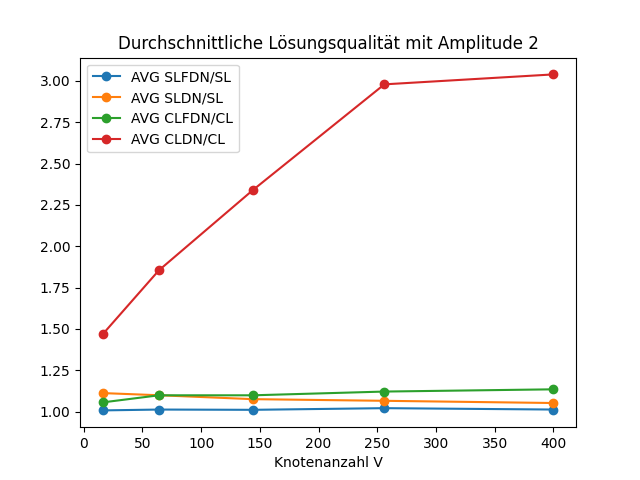 Durchschnittliche Lösungsqualität mit Amplitude 2
AVG SLFDN/SL
AVG SLDN/SL
AVG CLFDN/CL
AVG CLDN/CL
3.00
2.75
2.50
2.25
2.00
1.75
1.50
1.25
1.00
0 50 100 150 200 250 300 350 400
Knotenanzahl V